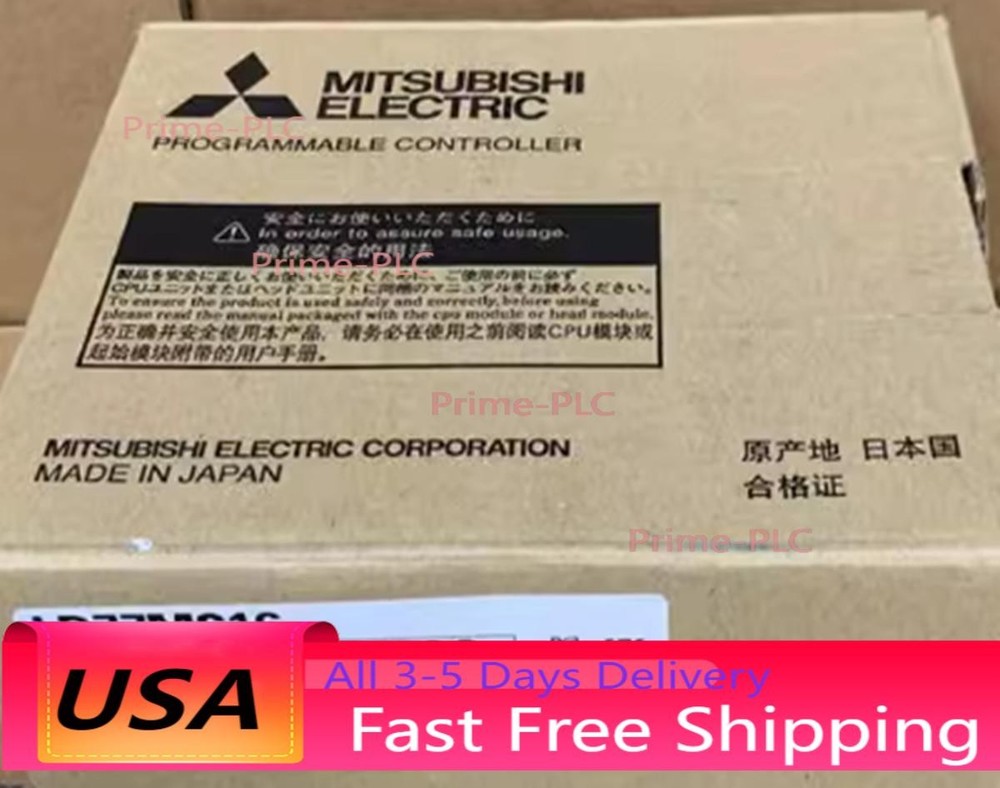 MITSUBISHI
ELECTRIC
Prime-PLC
PROGRAMMABLE CONTROLLER
安全にお使いいただくために
In order to assure safe usage.
确保安全的用法
Prime-PLC
製品を安全に正しくお使いいただくために、ご使用の前に必ず
CPUユニットまたはヘッドユニットに同梱のマニュアルをお読みください。
To ensure the product is used safely and correctly, before using
please read the manual packaged with the cpu module or head module.
为正确并安全使用本产品，请务必在使用之前阅读CPU模块或
起始模块附带的用户手册。
Prime-PLC
MITSUBISHI ELECTRIC CORPORATION
MADE IN JAPAN
原产地 日本国
合格证
Prime-PLC
USA
All 3-5 Days Delivery
Fast Free Shipping